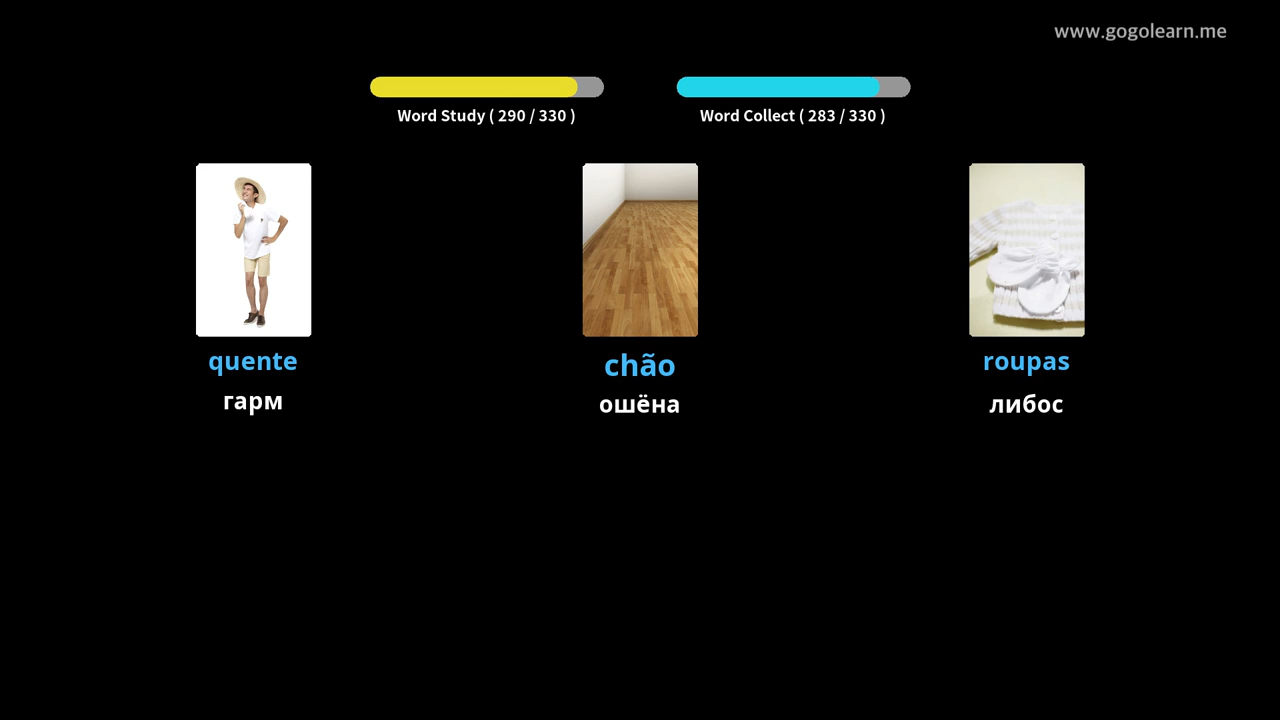 www.gogolearn.me
Word Study ( 290 / 330 )
Word Collect ( 283 / 330 )
quente
chão
roupas
гарм
ошёна
либос